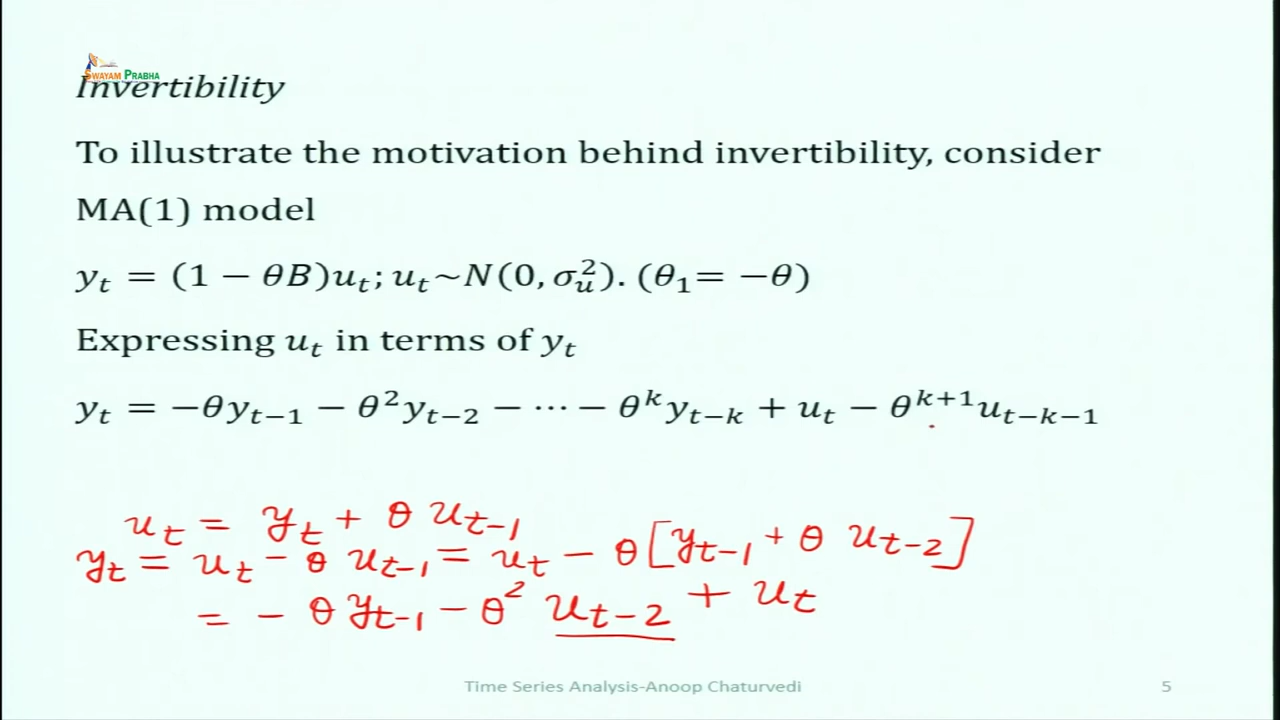 SWAYAM PRABHA
Invertibility
To illustrate the motivation behind invertibility, consider
MA(1) model
yₜ = (1 − θB)uₜ; uₜ~N(0, σᵤ²). (θ₁= −θ)
Expressing uₜ in terms of yₜ
yₜ = −θyₜ₋₁ − θ²yₜ₋₂ − ⋯ − θᵏyₜ₋ₖ + uₜ − θᵏ⁺¹uₜ₋ₖ₋₁
uₜ = yₜ + θ uₜ₋₁
yₜ = uₜ − θ uₜ₋₁ = uₜ − θ[yₜ₋₁ + θ uₜ₋₂]
= − θ yₜ₋₁ − θ² uₜ₋₂ + uₜ
Time Series Analysis-Anoop Chaturvedi
5